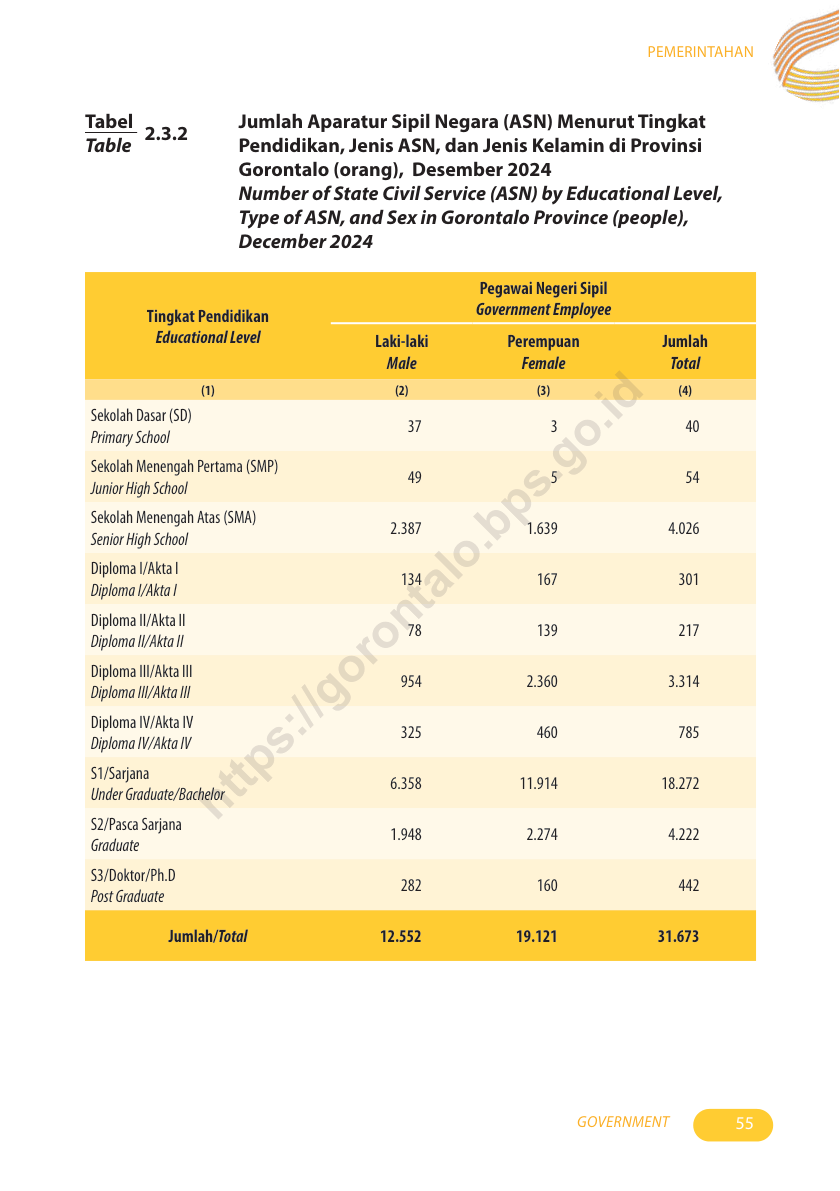 PEMERINTAHAN
Tabel
Table
2.3.2
Jumlah Aparatur Sipil Negara (ASN) Menurut Tingkat
Pendidikan, Jenis ASN, dan Jenis Kelamin di Provinsi
Gorontalo (orang), Desember 2024
Number of State Civil Service (ASN) by Educational Level,
Type of ASN, and Sex in Gorontalo Province (people),
December 2024
Tingkat Pendidikan
Educational Level
Pegawai Negeri Sipil
Government Employee
Laki-laki Perempuan Jumlah
Male Female Total
(1) (2) (3) (4)
Sekolah Dasar (SD)
Primary School
37 3 40
Sekolah Menengah Pertama (SMP)
Junior High School
49 5 54
Sekolah Menengah Atas (SMA)
Senior High School
2.387 1.639 4.026
Diploma I/Akta I
Diploma I/Akta I
134 167 301
Diploma II/Akta II
Diploma II/Akta II
78 139 217
Diploma III/Akta III
Diploma III/Akta III
954 2.360 3.314
Diploma IV/Akta IV
Diploma IV/Akta IV
325 460 785
S1/Sarjana
Under Graduate/Bachelor
6.358 11.914 18.272
S2/Pasca Sarjana
Graduate
1.948 2.274 4.222
S3/Doktor/Ph.D
Post Graduate
282 160 442
Jumlah/Total 12.552 19.121 31.673
https://gorontalo.bps.go.id
GOVERNMENT 55